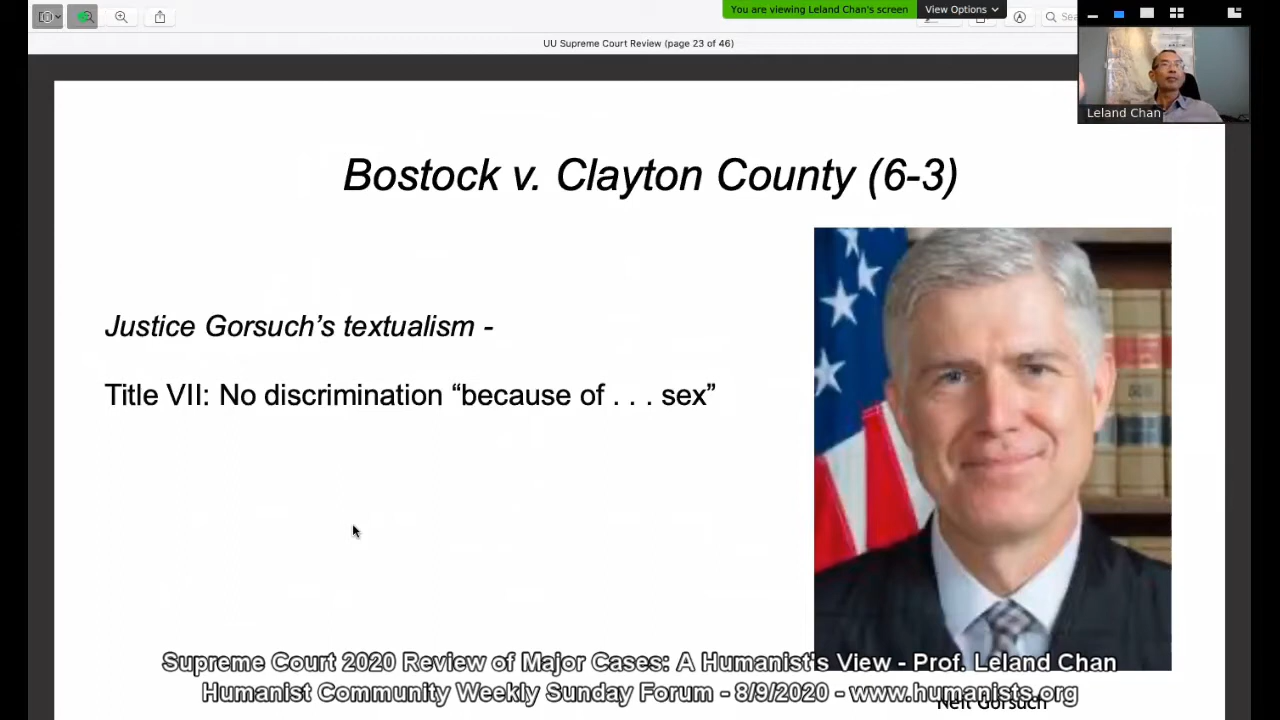 You are viewing Leland Chan's screen
View Options
UU Supreme Court Review (page 23 of 46)
Leland Chan
Bostock v. Clayton County (6-3)
Justice Gorsuch's textualism -
Title VII: No discrimination “because of . . . sex”
Supreme Court 2020 Review of Major Cases: A Humanist's View - Prof. Leland Chan
Humanist Community Weekly Sunday Forum - 8/9/2020 - www.humanists.org
Neil Gorsuch